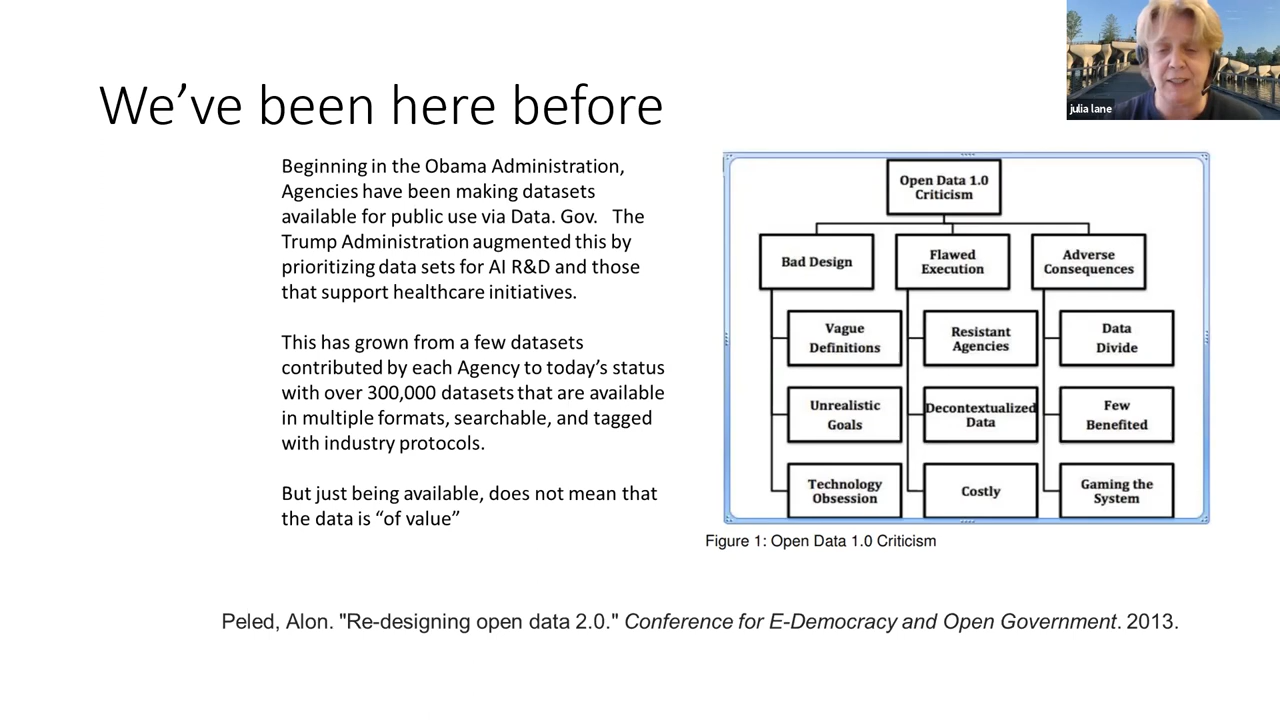 We’ve been here before
julia lane
Beginning in the Obama Administration,
Agencies have been making datasets
available for public use via Data. Gov.   The
Trump Administration augmented this by
prioritizing data sets for AI R&D and those
that support healthcare initiatives.
This has grown from a few datasets
contributed by each Agency to today’s status
with over 300,000 datasets that are available
in multiple formats, searchable, and tagged
with industry protocols.
But just being available, does not mean that
the data is “of value”
Open Data 1.0
Criticism
Bad Design
Flawed
Execution
Adverse
Consequences
Vague
Definitions
Resistant
Agencies
Data
Divide
Unrealistic
Goals
Decontextualized
Data
Few
Benefited
Technology
Obsession
Costly
Gaming the
System
Figure 1: Open Data 1.0 Criticism
Peled, Alon. "Re-designing open data 2.0." Conference for E-Democracy and Open Government. 2013.